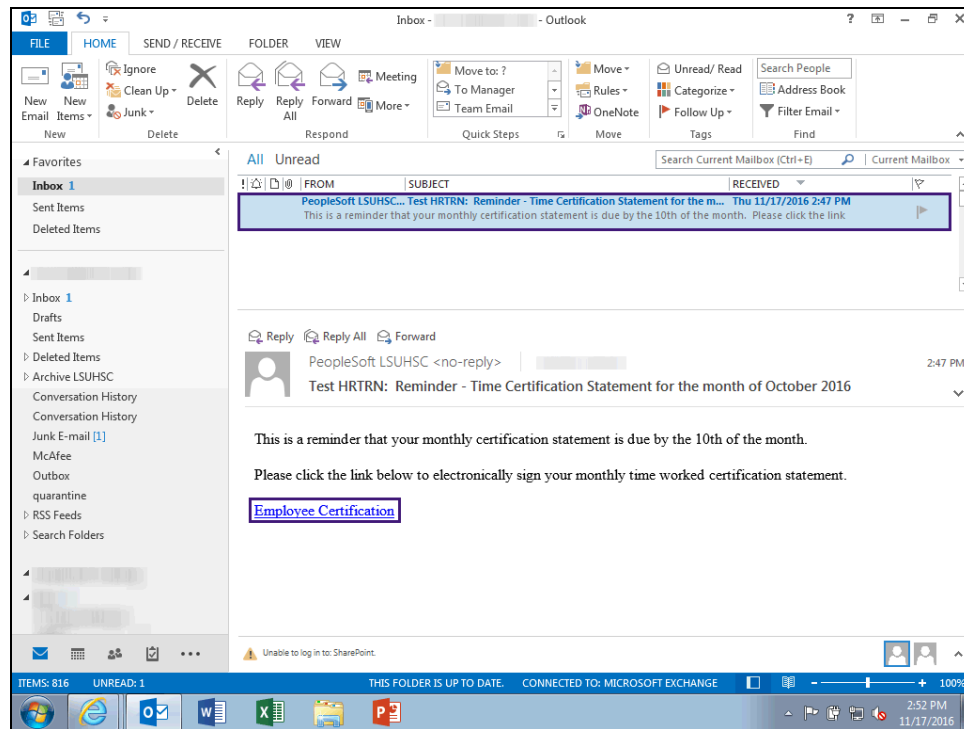 Inbox - - Outlook
FILE HOME SEND / RECEIVE FOLDER VIEW
New Email
New Items
Ignore
Clean Up
Junk
Delete
Reply
Reply All
Forward
Meeting
More
Move to: ?
To Manager
Team Email
Move
Rules
OneNote
Unread/ Read
Categorize
Follow Up
Search People
Address Book
Filter Email
New Delete Respond Quick Steps Move Tags Find
Favorites
Inbox 1
Sent Items
Deleted Items
Inbox 1
Drafts
Sent Items
Deleted Items
Archive LSUHSC
Conversation History
Conversation History
Junk E-mail [1]
McAfee
Outbox
quarantine
RSS Feeds
Search Folders
All Unread
Search Current Mailbox (Ctrl+E) Current Mailbox
FROM SUBJECT RECEIVED
PeopleSoft LSUHSC... Test HRTRN: Reminder - Time Certification Statement for the m... Thu 11/17/2016 2:47 PM
This is a reminder that your monthly certification statement is due by the 10th of the month. Please click the link
Reply Reply All Forward
PeopleSoft LSUHSC <no-reply> 2:47 PM
Test HRTRN: Reminder - Time Certification Statement for the month of October 2016
This is a reminder that your monthly certification statement is due by the 10th of the month.
Please click the link below to electronically sign your monthly time worked certification statement.
Employee Certification
Unable to log in to: SharePoint.
ITEMS: 816 UNREAD: 1 THIS FOLDER IS UP TO DATE. CONNECTED TO: MICROSOFT EXCHANGE 100%
2:52 PM
11/17/2016